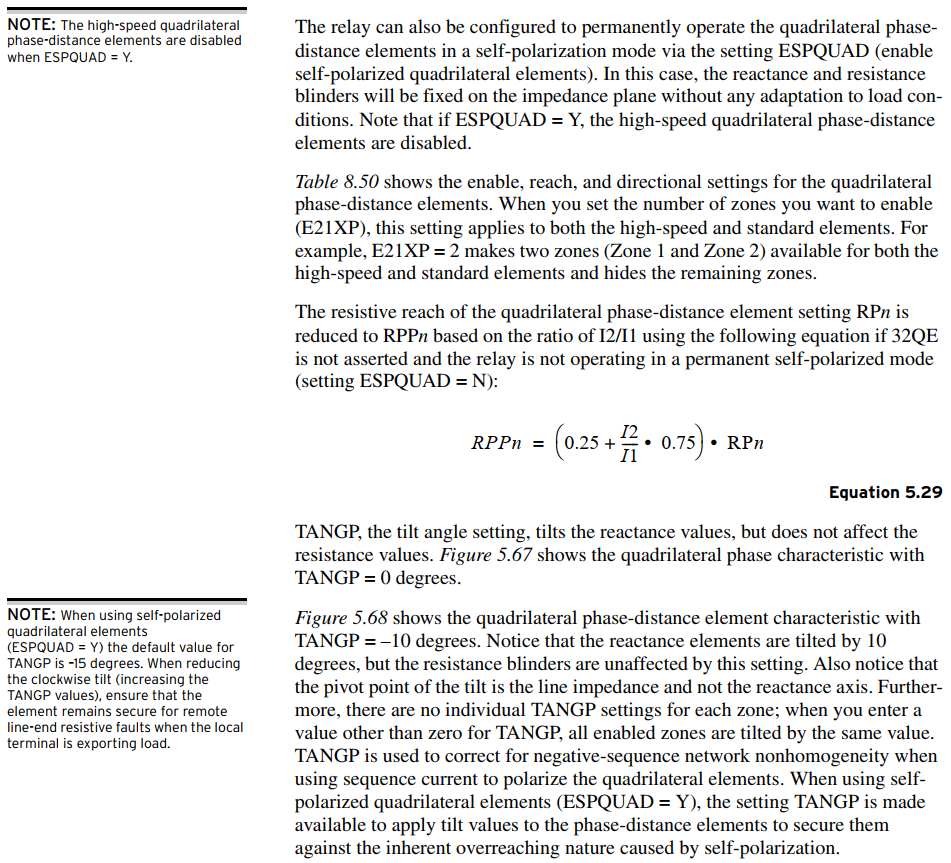 NOTE: The high-speed quadrilateral
phase-distance elements are disabled
when ESPQUAD = Y.
The relay can also be configured to permanently operate the quadrilateral phase-
distance elements in a self-polarization mode via the setting ESPQUAD (enable
self-polarized quadrilateral elements). In this case, the reactance and resistance
blinders will be fixed on the impedance plane without any adaptation to load con-
ditions. Note that if ESPQUAD = Y, the high-speed quadrilateral phase-distance
elements are disabled.
Table 8.50 shows the enable, reach, and directional settings for the quadrilateral
phase-distance elements. When you set the number of zones you want to enable
(E21XP), this setting applies to both the high-speed and standard elements. For
example, E21XP = 2 makes two zones (Zone 1 and Zone 2) available for both the
high-speed and standard elements and hides the remaining zones.
The resistive reach of the quadrilateral phase-distance element setting RPn is
reduced to RPPn based on the ratio of I2/I1 using the following equation if 32QE
is not asserted and the relay is not operating in a permanent self-polarized mode
(setting ESPQUAD = N):
RPPn = (0.25 + I2/I1 • 0.75) • RPn
Equation 5.29
TANGP, the tilt angle setting, tilts the reactance values, but does not affect the
resistance values. Figure 5.67 shows the quadrilateral phase characteristic with
TANGP = 0 degrees.
NOTE: When using self-polarized
quadrilateral elements
(ESPQUAD = Y) the default value for
TANGP is –15 degrees. When reducing
the clockwise tilt (increasing the
TANGP values), ensure that the
element remains secure for remote
line-end resistive faults when the local
terminal is exporting load.
Figure 5.68 shows the quadrilateral phase-distance element characteristic with
TANGP = –10 degrees. Notice that the reactance elements are tilted by 10
degrees, but the resistance blinders are unaffected by this setting. Also notice that
the pivot point of the tilt is the line impedance and not the reactance axis. Further-
more, there are no individual TANGP settings for each zone; when you enter a
value other than zero for TANGP, all enabled zones are tilted by the same value.
TANGP is used to correct for negative-sequence network nonhomogeneity when
using sequence current to polarize the quadrilateral elements. When using self-
polarized quadrilateral elements (ESPQUAD = Y), the setting TANGP is made
available to apply tilt values to the phase-distance elements to secure them
against the inherent overreaching nature caused by self-polarization.